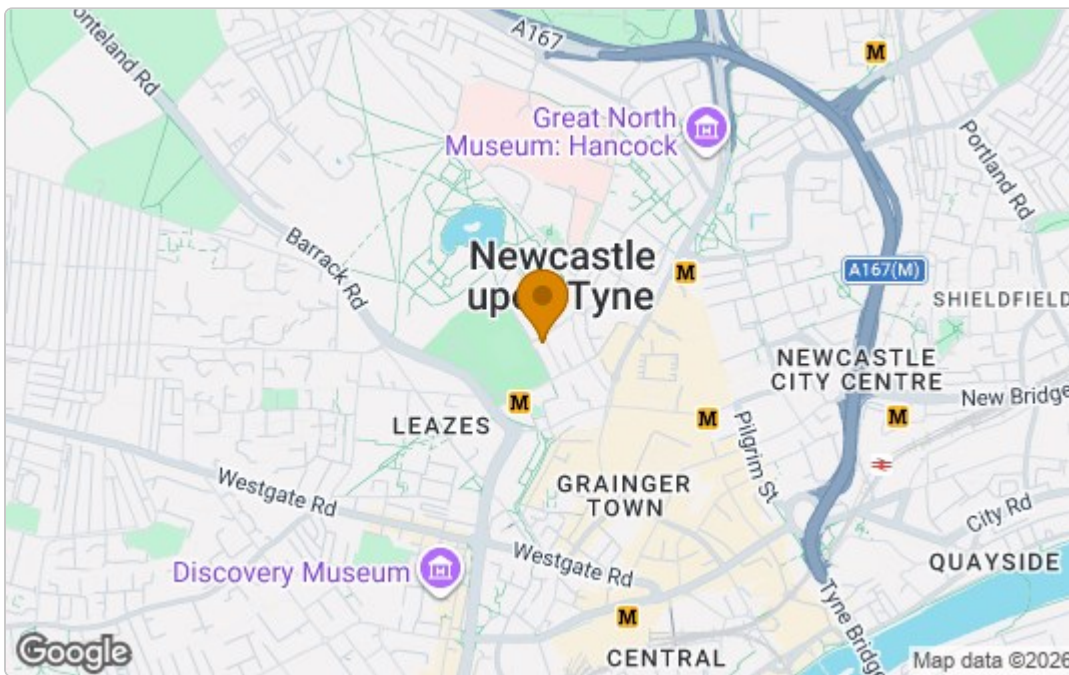 onteland Rd
A167
M
Great North
Museum: Hancock
Portland Rd
Barrack Rd
Newcastle
upon Tyne
M
A167(M)
SHIELDFIELD
NEWCASTLE
CITY CENTRE
M
LEAZES
M
Pilgrim St
M
New Bridge
Westgate Rd
GRAINGER
TOWN
City Rd
Westgate Rd
QUAYSIDE
Discovery Museum
M
Tyne Bridge
CENTRAL
Google
Map data ©2026